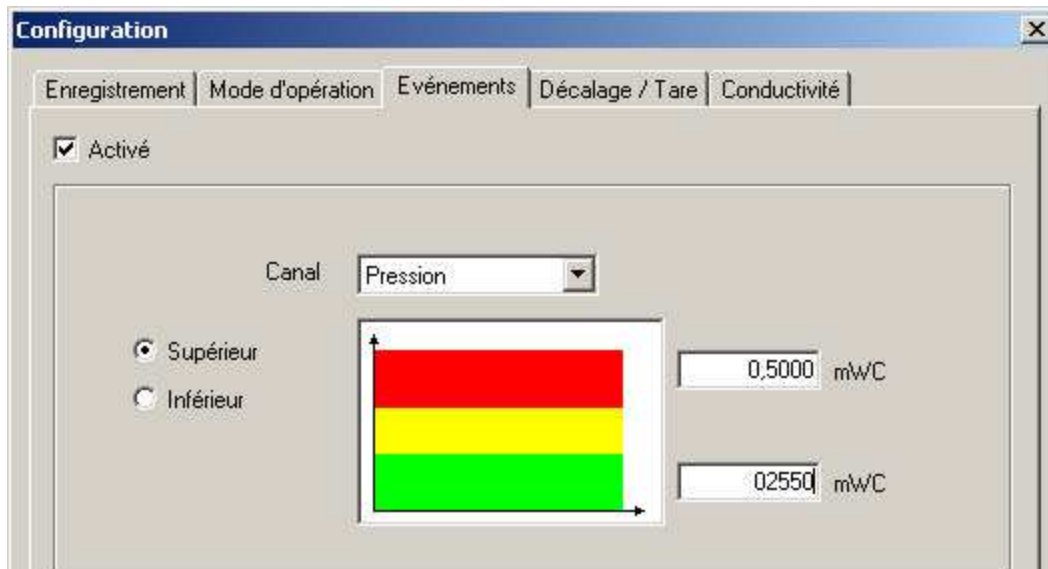 Configuration
Enregistrement Mode d'opération Evénements Décalage / Tare Conductivité
Activé
Canal Pression
Supérieur
0,5000 mWC
Inférieur
02550 mWC